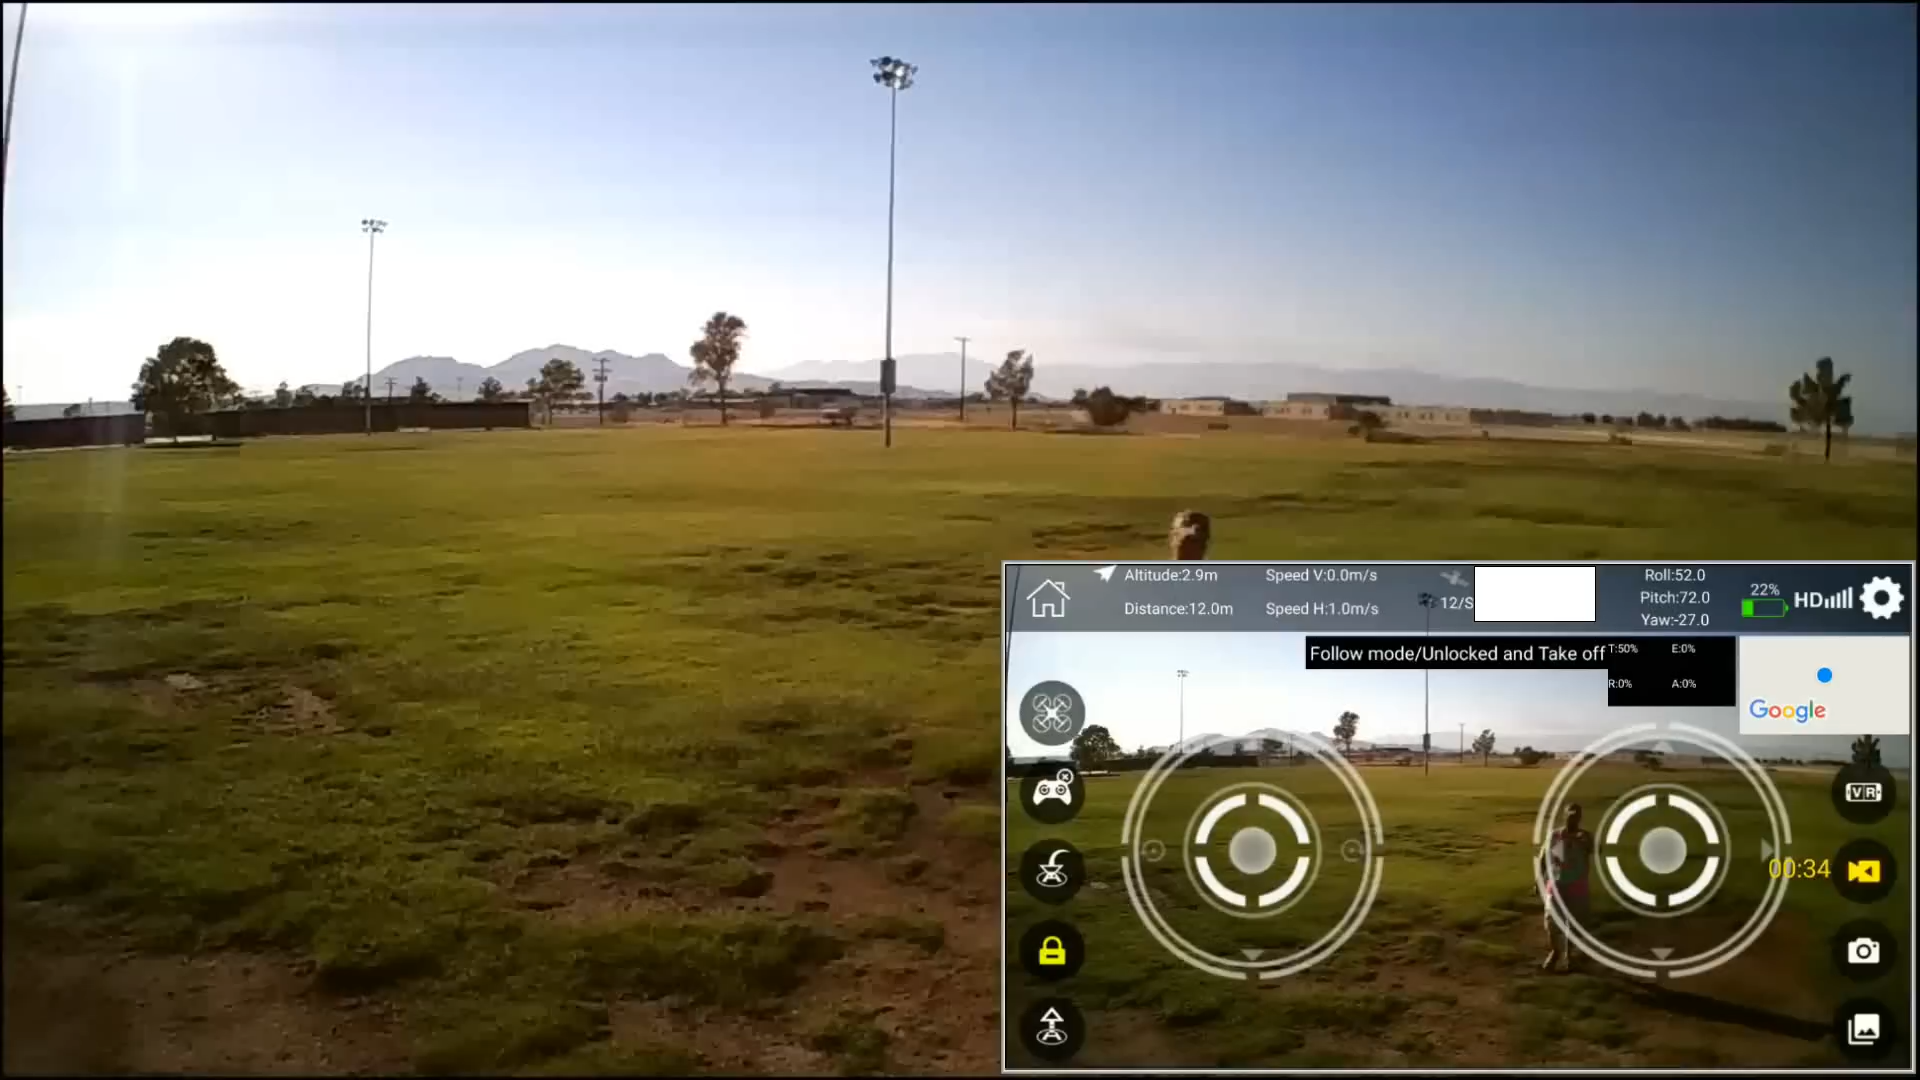 Altitude:2.9m
Speed V:0.0m/s
Distance:12.0m
Speed H:1.0m/s
12/S
Roll:52.0
Pitch:72.0
Yaw:-27.0
22%
HD
Follow mode/Unlocked and Take off
T:50%
E:0%
R:0%
A:0%
Google
VR
00:34